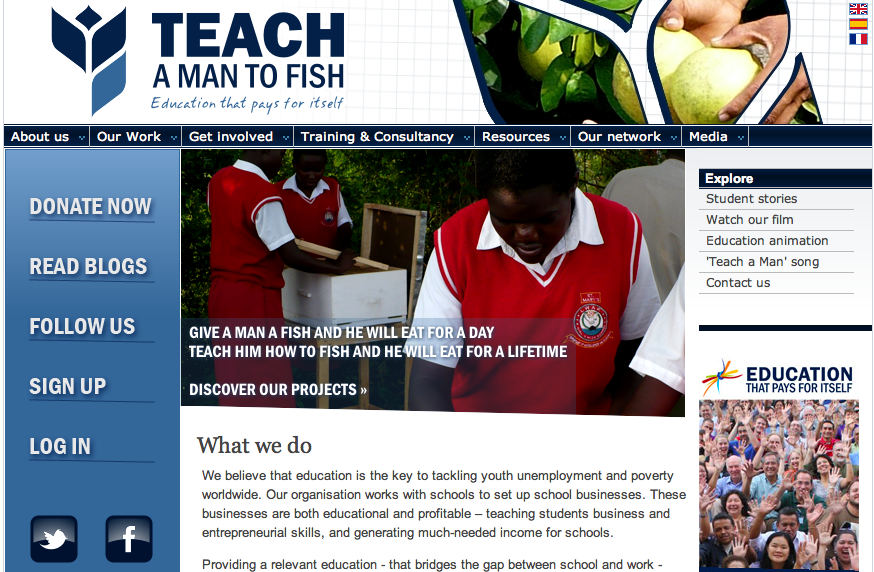 TEACH
A MAN TO FISH
Education that pays for itself
About us
Our Work
Get involved
Training & Consultancy
Resources
Our network
Media
DONATE NOW
READ BLOGS
FOLLOW US
SIGN UP
LOG IN
ST. MARY'S
GIVE A MAN A FISH AND HE WILL EAT FOR A DAY
TEACH HIM HOW TO FISH AND HE WILL EAT FOR A LIFETIME
DISCOVER OUR PROJECTS »
What we do
We believe that education is the key to tackling youth unemployment and poverty
worldwide. Our organisation works with schools to set up school businesses. These
businesses are both educational and profitable – teaching students business and
entrepreneurial skills, and generating much-needed income for schools.
Providing a relevant education - that bridges the gap between school and work -
Explore
Student stories
Watch our film
Education animation
'Teach a Man' song
Contact us
EDUCATION
THAT PAYS FOR ITSELF